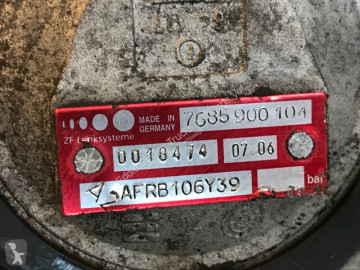 MADE IN
GERMANY
7685 900 104
ZF Lenksysteme
0018474
07.06
AFRB106Y39
bar